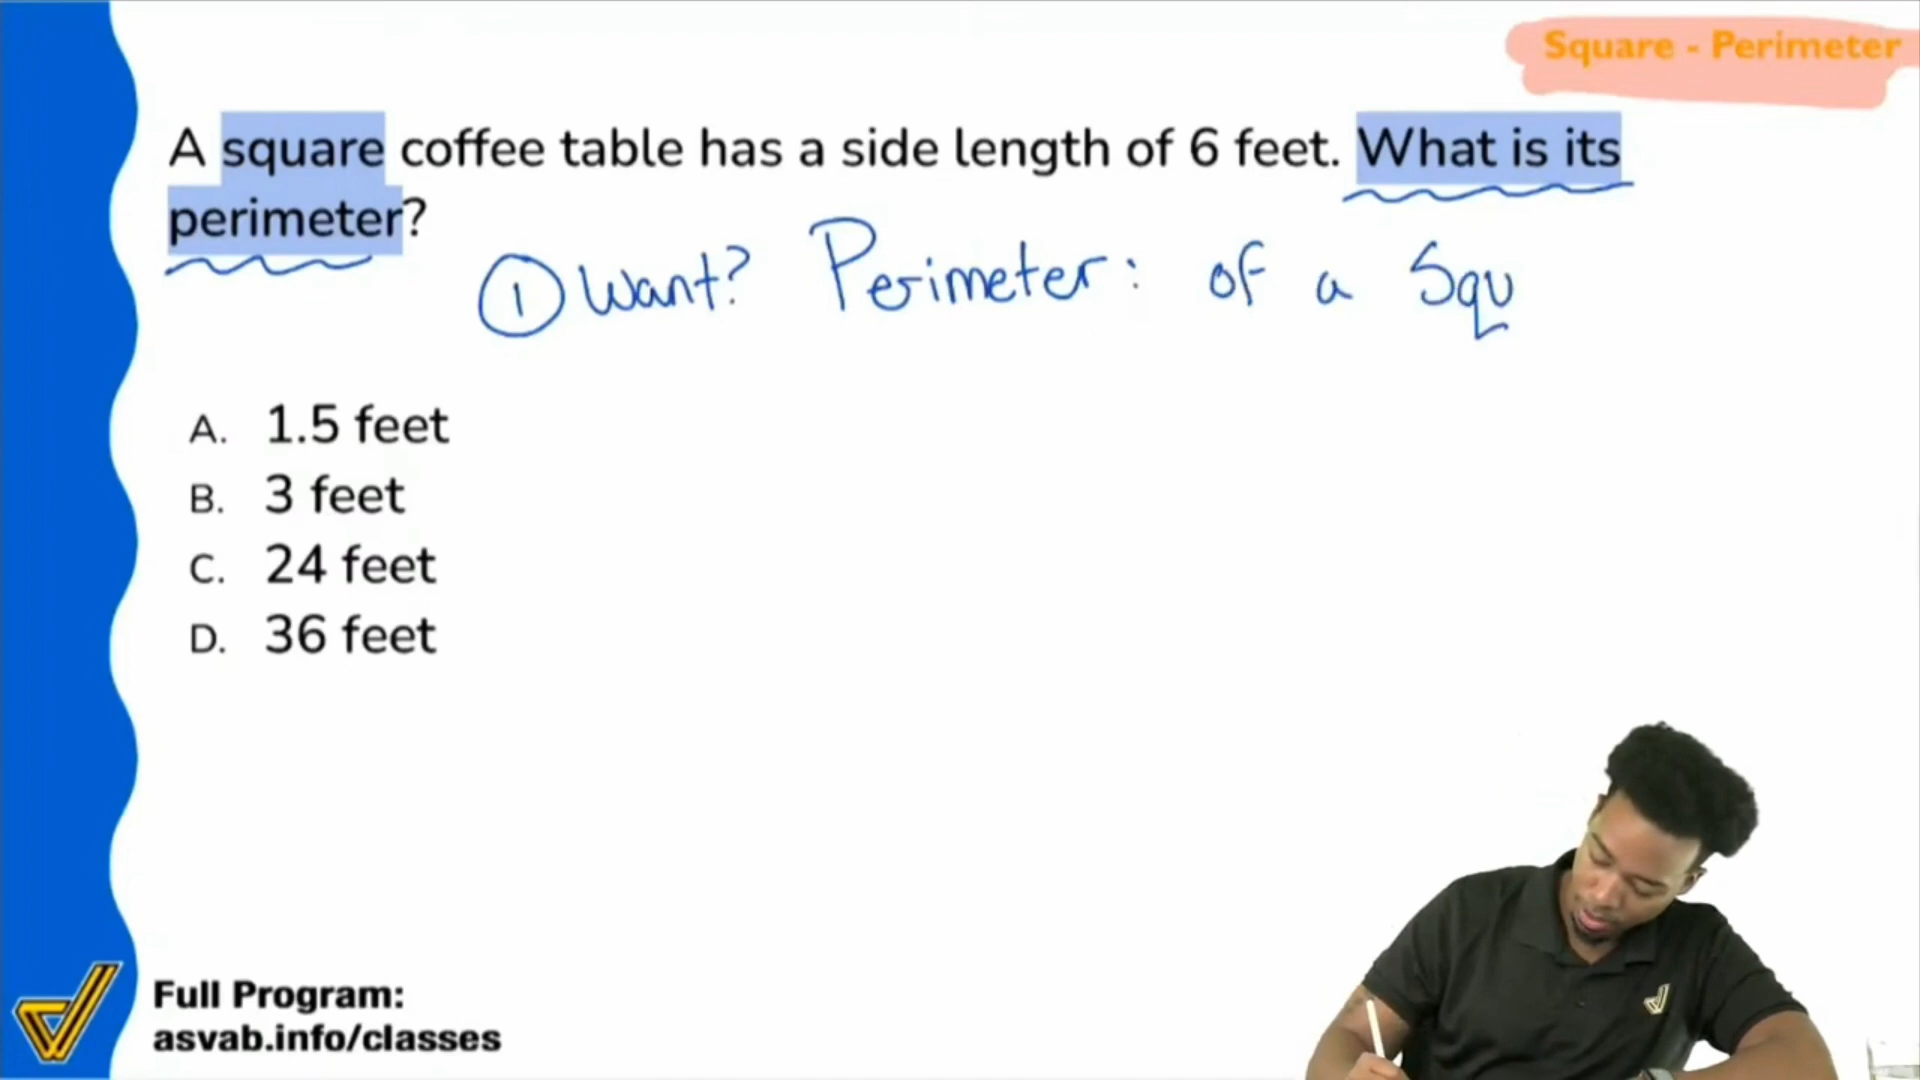 Square - Perimeter
A square coffee table has a side length of 6 feet. What is its
perimeter?
① Want? Perimeter: of a Squ
A. 1.5 feet
B. 3 feet
C. 24 feet
D. 36 feet
Full Program:
asvab.info/classes